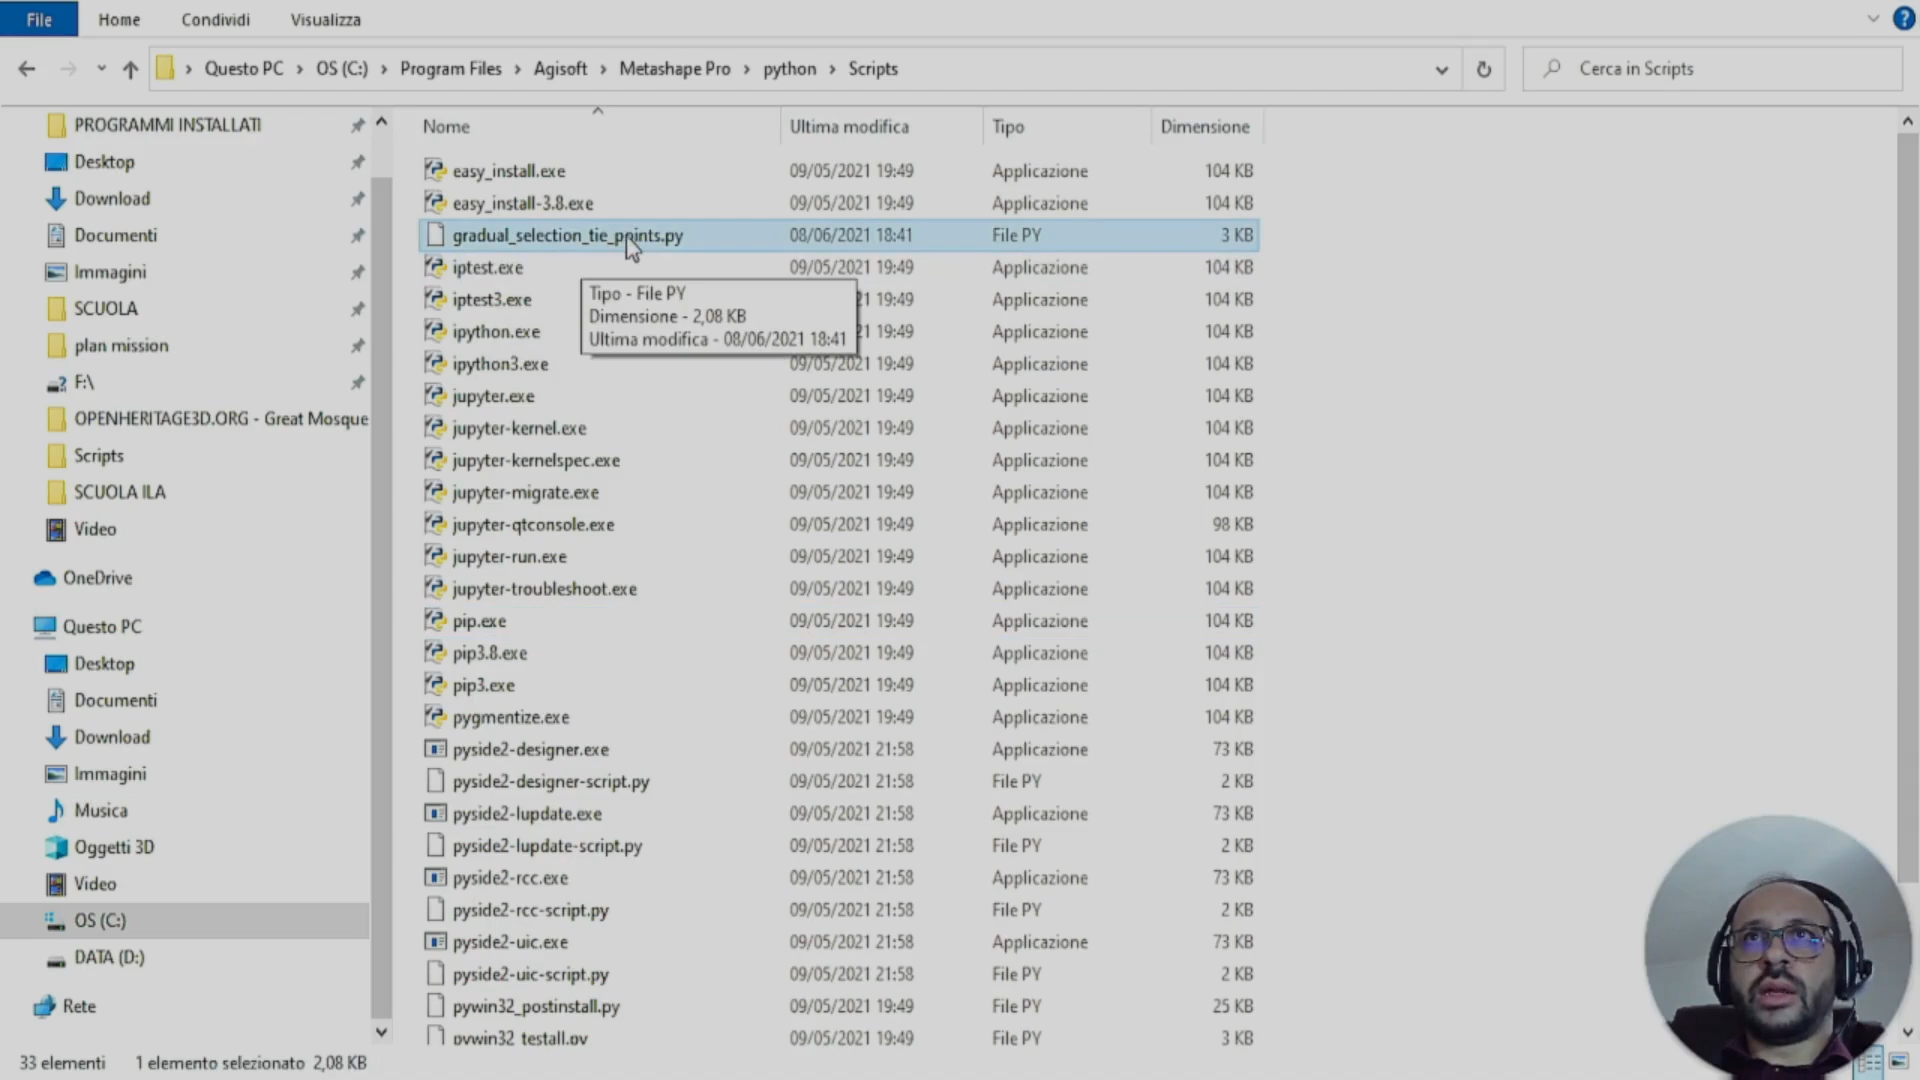 File Home Condividi Visualizza
Questo PC OS (C:) Program Files Agisoft Metashape Pro python Scripts Cerca in Scripts
PROGRAMMI INSTALLATI
Desktop
Download
Documenti
Immagini
SCUOLA
plan mission
F:\
OPENHERITAGE3D.ORG - Great Mosque
Scripts
SCUOLA ILA
Video
OneDrive
Questo PC
Desktop
Documenti
Download
Immagini
Musica
Oggetti 3D
Video
OS (C:)
DATA (D:)
Rete
Nome Ultima modifica Tipo Dimensione
easy_install.exe 09/05/2021 19:49 Applicazione 104 KB
easy_install-3.8.exe 09/05/2021 19:49 Applicazione 104 KB
gradual_selection_tie_points.py 08/06/2021 18:41 File PY 3 KB
iptest.exe 09/05/2021 19:49 Applicazione 104 KB
iptest3.exe 21 19:49 Applicazione 104 KB
ipython.exe 21 19:49 Applicazione 104 KB
ipython3.exe 09/05/2021 19:49 Applicazione 104 KB
Tipo - File PY
Dimensione - 2,08 KB
Ultima modifica - 08/06/2021 18:41
jupyter.exe 09/05/2021 19:49 Applicazione 104 KB
jupyter-kernel.exe 09/05/2021 19:49 Applicazione 104 KB
jupyter-kernelspec.exe 09/05/2021 19:49 Applicazione 104 KB
jupyter-migrate.exe 09/05/2021 19:49 Applicazione 104 KB
jupyter-qtconsole.exe 09/05/2021 19:49 Applicazione 98 KB
jupyter-run.exe 09/05/2021 19:49 Applicazione 104 KB
jupyter-troubleshoot.exe 09/05/2021 19:49 Applicazione 104 KB
pip.exe 09/05/2021 19:49 Applicazione 104 KB
pip3.8.exe 09/05/2021 19:49 Applicazione 104 KB
pip3.exe 09/05/2021 19:49 Applicazione 104 KB
pygmentize.exe 09/05/2021 19:49 Applicazione 104 KB
pyside2-designer.exe 09/05/2021 21:58 Applicazione 73 KB
pyside2-designer-script.py 09/05/2021 21:58 File PY 2 KB
pyside2-lupdate.exe 09/05/2021 21:58 Applicazione 73 KB
pyside2-lupdate-script.py 09/05/2021 21:58 File PY 2 KB
pyside2-rcc.exe 09/05/2021 21:58 Applicazione 73 KB
pyside2-rcc-script.py 09/05/2021 21:58 File PY 2 KB
pyside2-uic.exe 09/05/2021 21:58 Applicazione 73 KB
pyside2-uic-script.py 09/05/2021 21:58 File PY 2 KB
pywin32_postinstall.py 09/05/2021 19:49 File PY 25 KB
pywin32_testall.py 09/05/2021 19:49 File PY 3 KB
33 elementi 1 elemento selezionato 2,08 KB